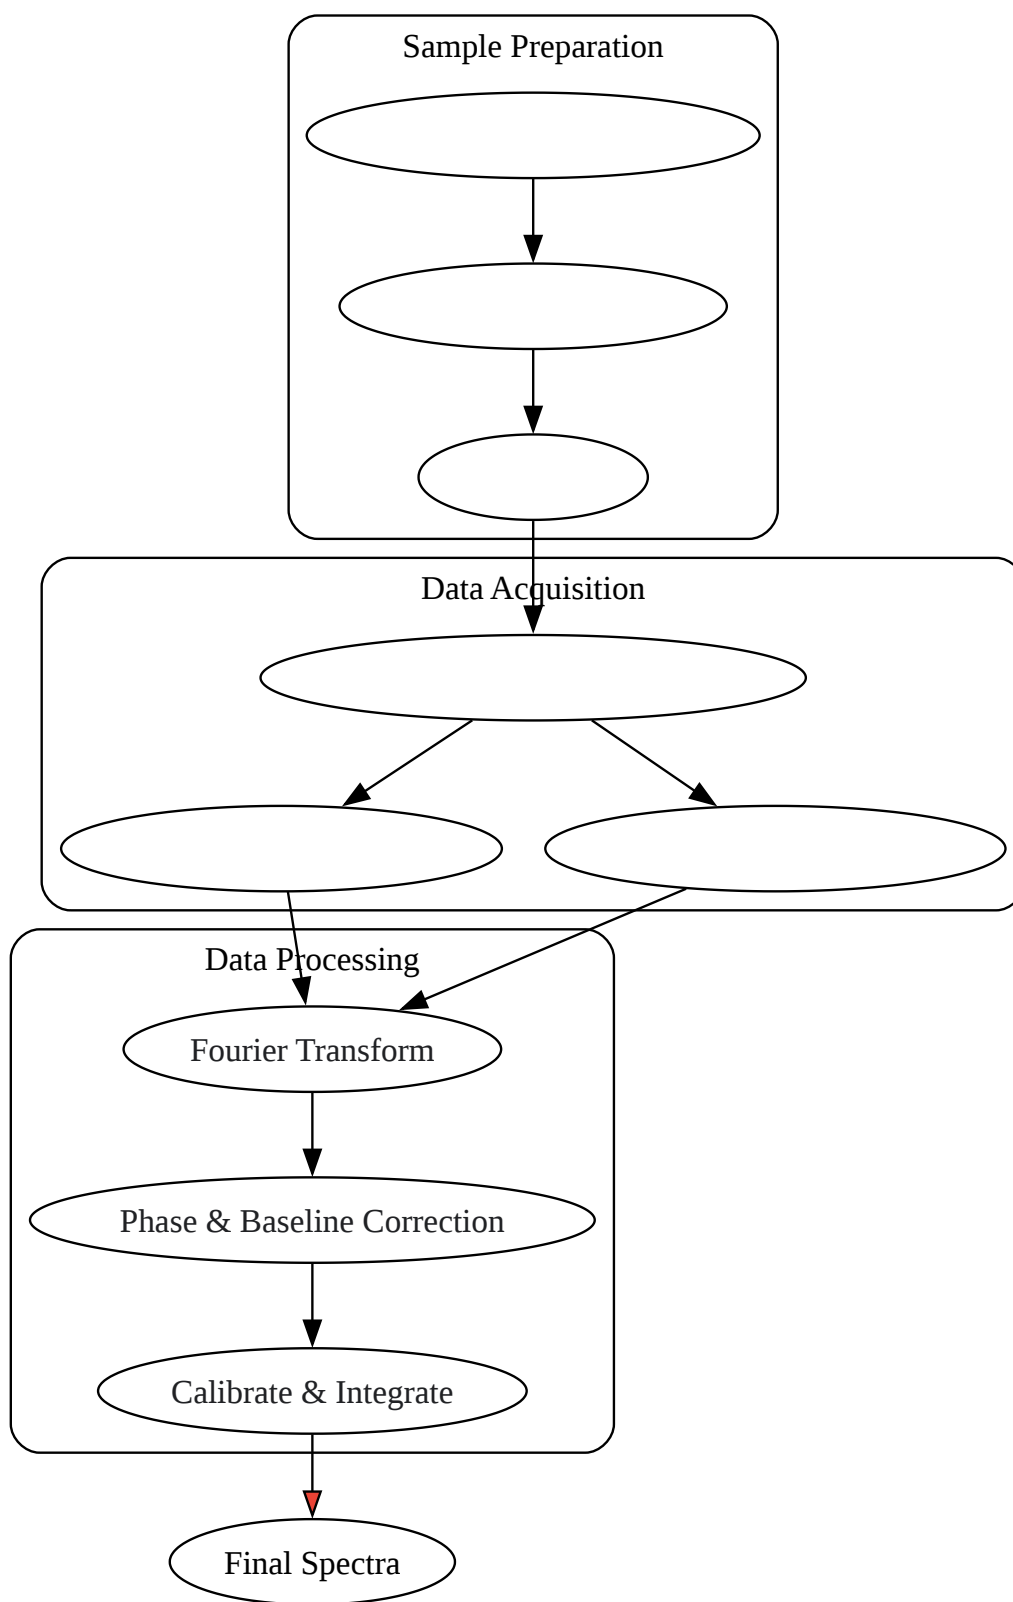 Sample Preparation
Data Acquisition
Data Processing
Fourier Transform
Phase & Baseline Correction
Calibrate & Integrate
Final Spectra